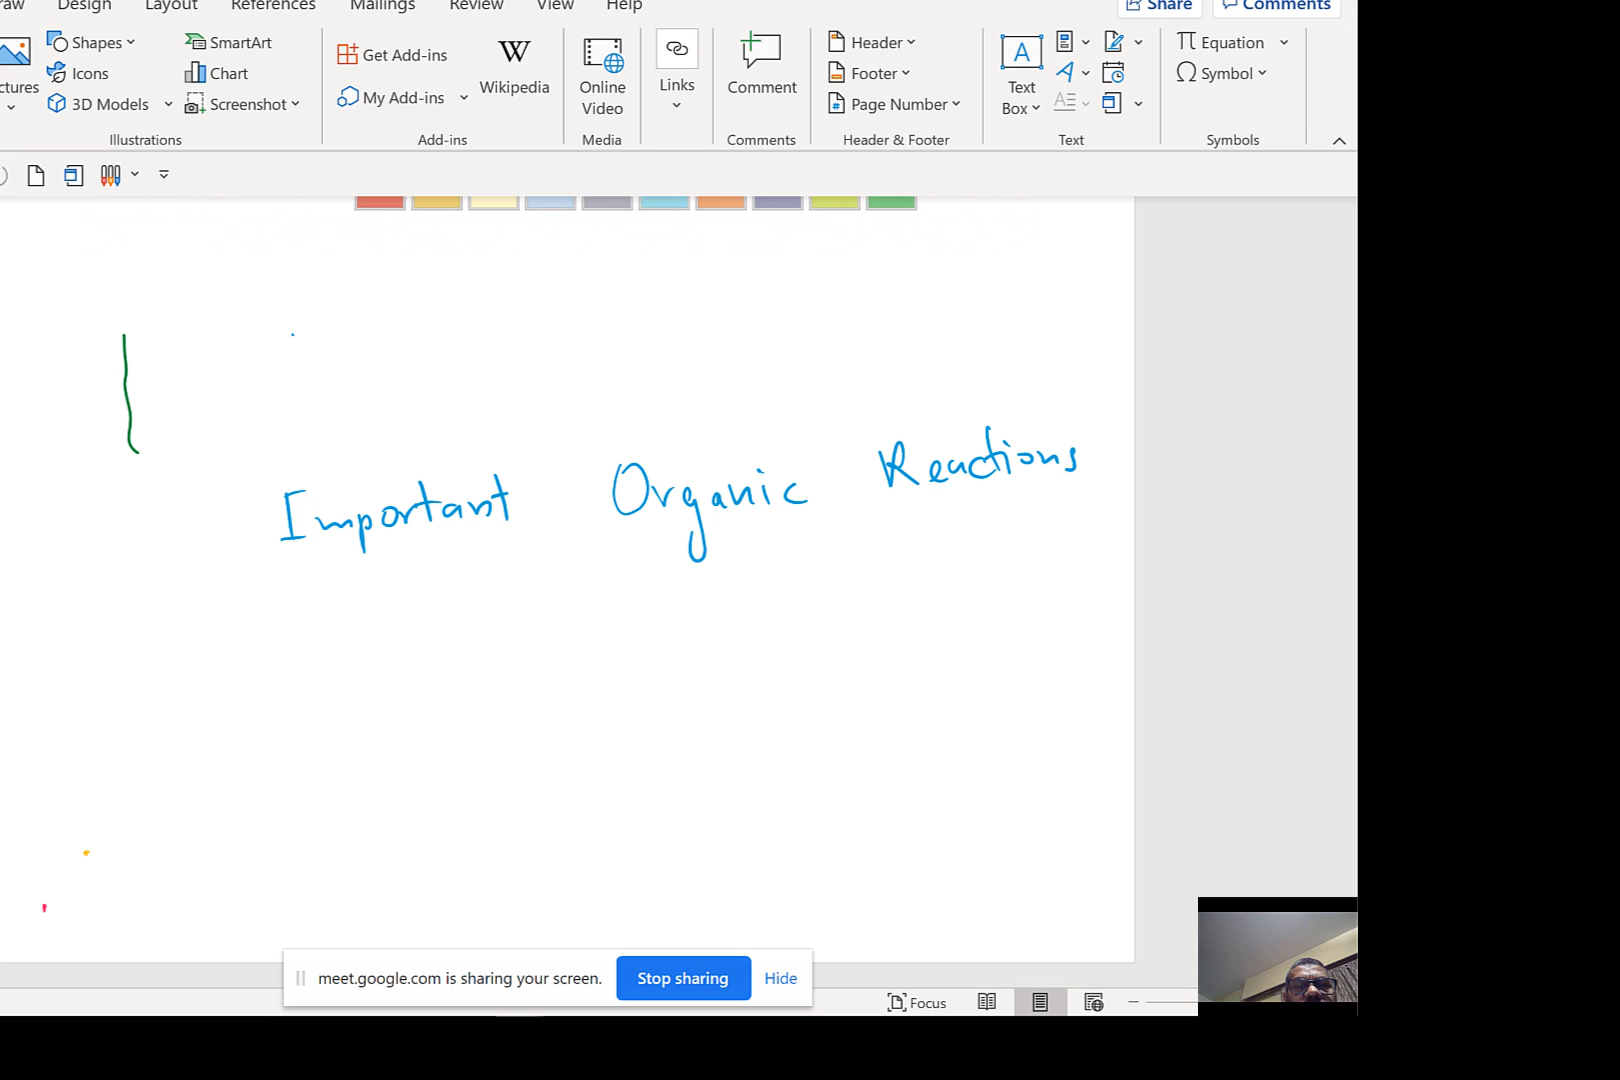 Design Layout References Mailings Review View Help Share Comments
Shapes SmartArt Get Add-ins Wikipedia Online Video Links Comment Header Text Box Equation
Icons Chart My Add-ins Footer Symbol
3D Models Screenshot Page Number
Illustrations Add-ins Media Comments Header & Footer Text Symbols
Important Organic Reactions
meet.google.com is sharing your screen. Stop sharing Hide
Focus